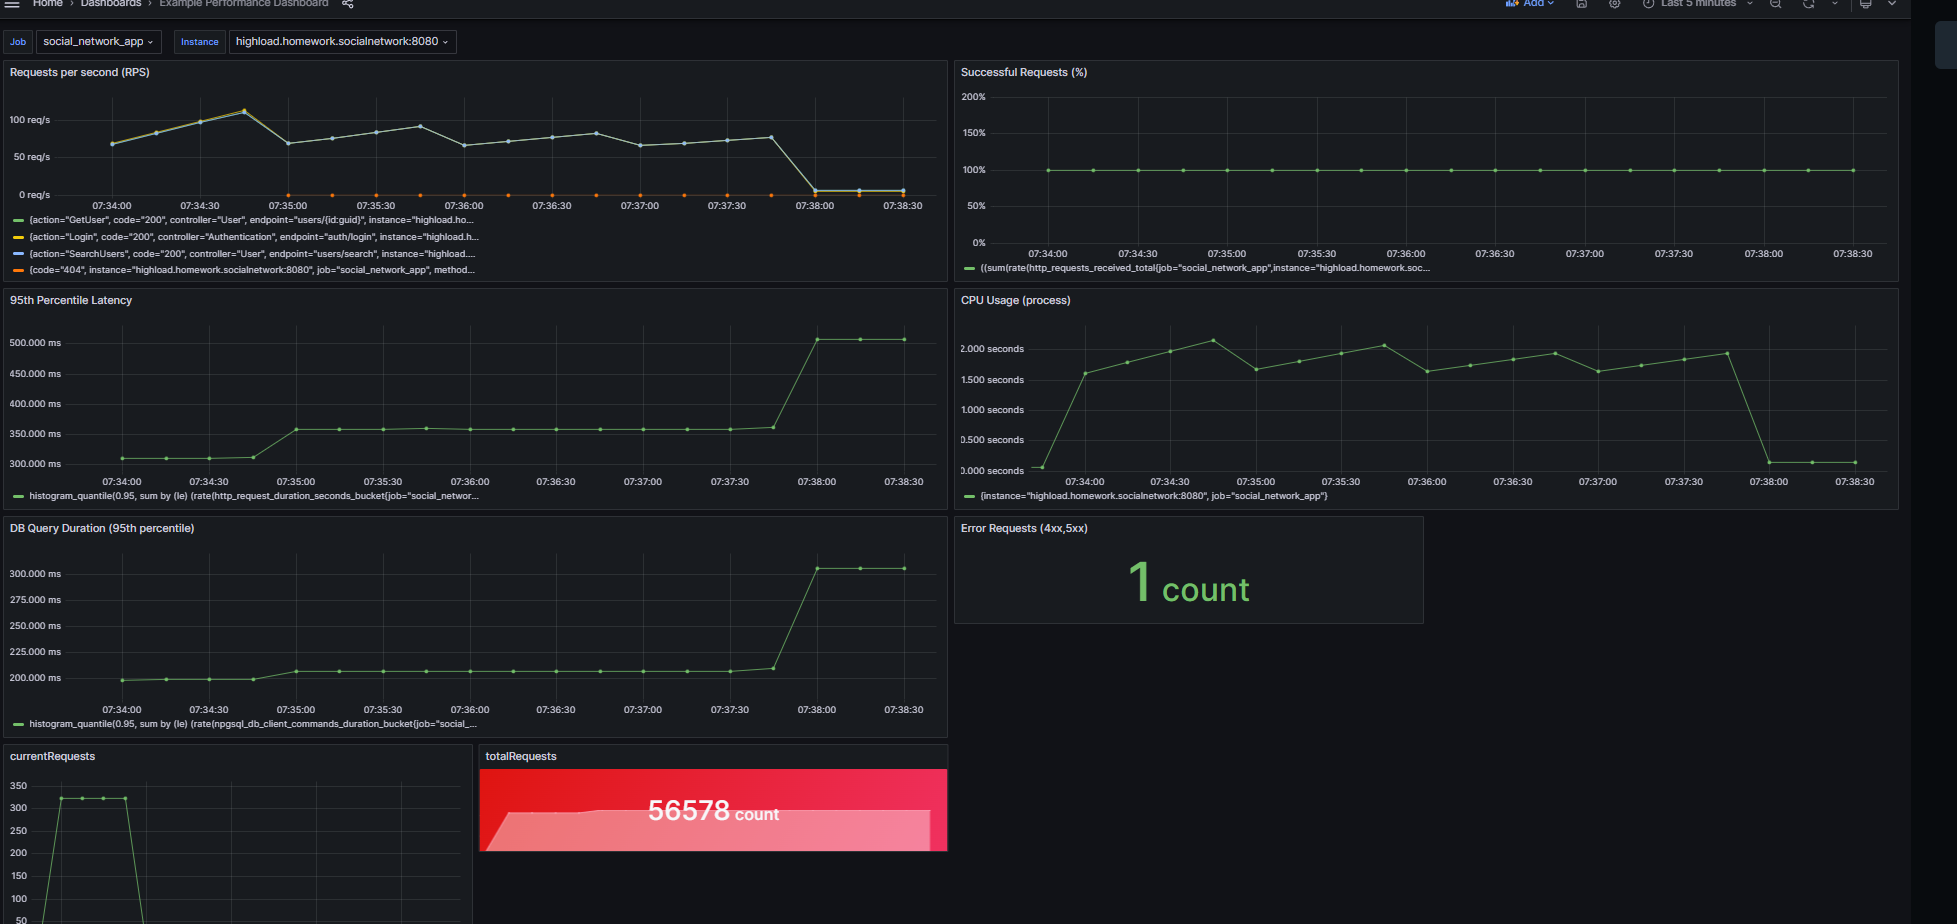 Home › Dashboards › Example Performance Dashboard
Add
Last 5 minutes
Job social_network_app Instance highload.homework.socialnetwork:8080
Requests per second (RPS)
100 req/s
50 req/s
0 req/s
07:34:00 07:34:30 07:35:00 07:35:30 07:36:00 07:36:30 07:37:00 07:37:30 07:38:00 07:38:30
{action="GetUser", code="200", controller="User", endpoint="users/{id:guid}", instance="highload.ho...
{action="Login", code="200", controller="Authentication", endpoint="auth/login", instance="highload.h...
{action="SearchUsers", code="200", controller="User", endpoint="users/search", instance="highload....
{code="404", instance="highload.homework.socialnetwork:8080", job="social_network_app", method...
Successful Requests (%)
200%
150%
100%
50%
0%
07:34:00 07:34:30 07:35:00 07:35:30 07:36:00 07:36:30 07:37:00 07:37:30 07:38:00 07:38:30
((sum(rate(http_requests_received_total{job="social_network_app",instance="highload.homework.soc...
95th Percentile Latency
500.000 ms
450.000 ms
400.000 ms
350.000 ms
300.000 ms
07:34:00 07:34:30 07:35:00 07:35:30 07:36:00 07:36:30 07:37:00 07:37:30 07:38:00 07:38:30
histogram_quantile(0.95, sum by (le) (rate(http_request_duration_seconds_bucket{job="social_networ...
CPU Usage (process)
2.000 seconds
1.500 seconds
1.000 seconds
0.500 seconds
0.000 seconds
07:34:00 07:34:30 07:35:00 07:35:30 07:36:00 07:36:30 07:37:00 07:37:30 07:38:00 07:38:30
{instance="highload.homework.socialnetwork:8080", job="social_network_app"}
DB Query Duration (95th percentile)
300.000 ms
275.000 ms
250.000 ms
225.000 ms
200.000 ms
07:34:00 07:34:30 07:35:00 07:35:30 07:36:00 07:36:30 07:37:00 07:37:30 07:38:00 07:38:30
histogram_quantile(0.95, sum by (le) (rate(npgsql_db_client_commands_duration_bucket{job="social_...
Error Requests (4xx,5xx)
1 count
currentRequests
350
300
250
200
150
100
50
totalRequests
56578 count